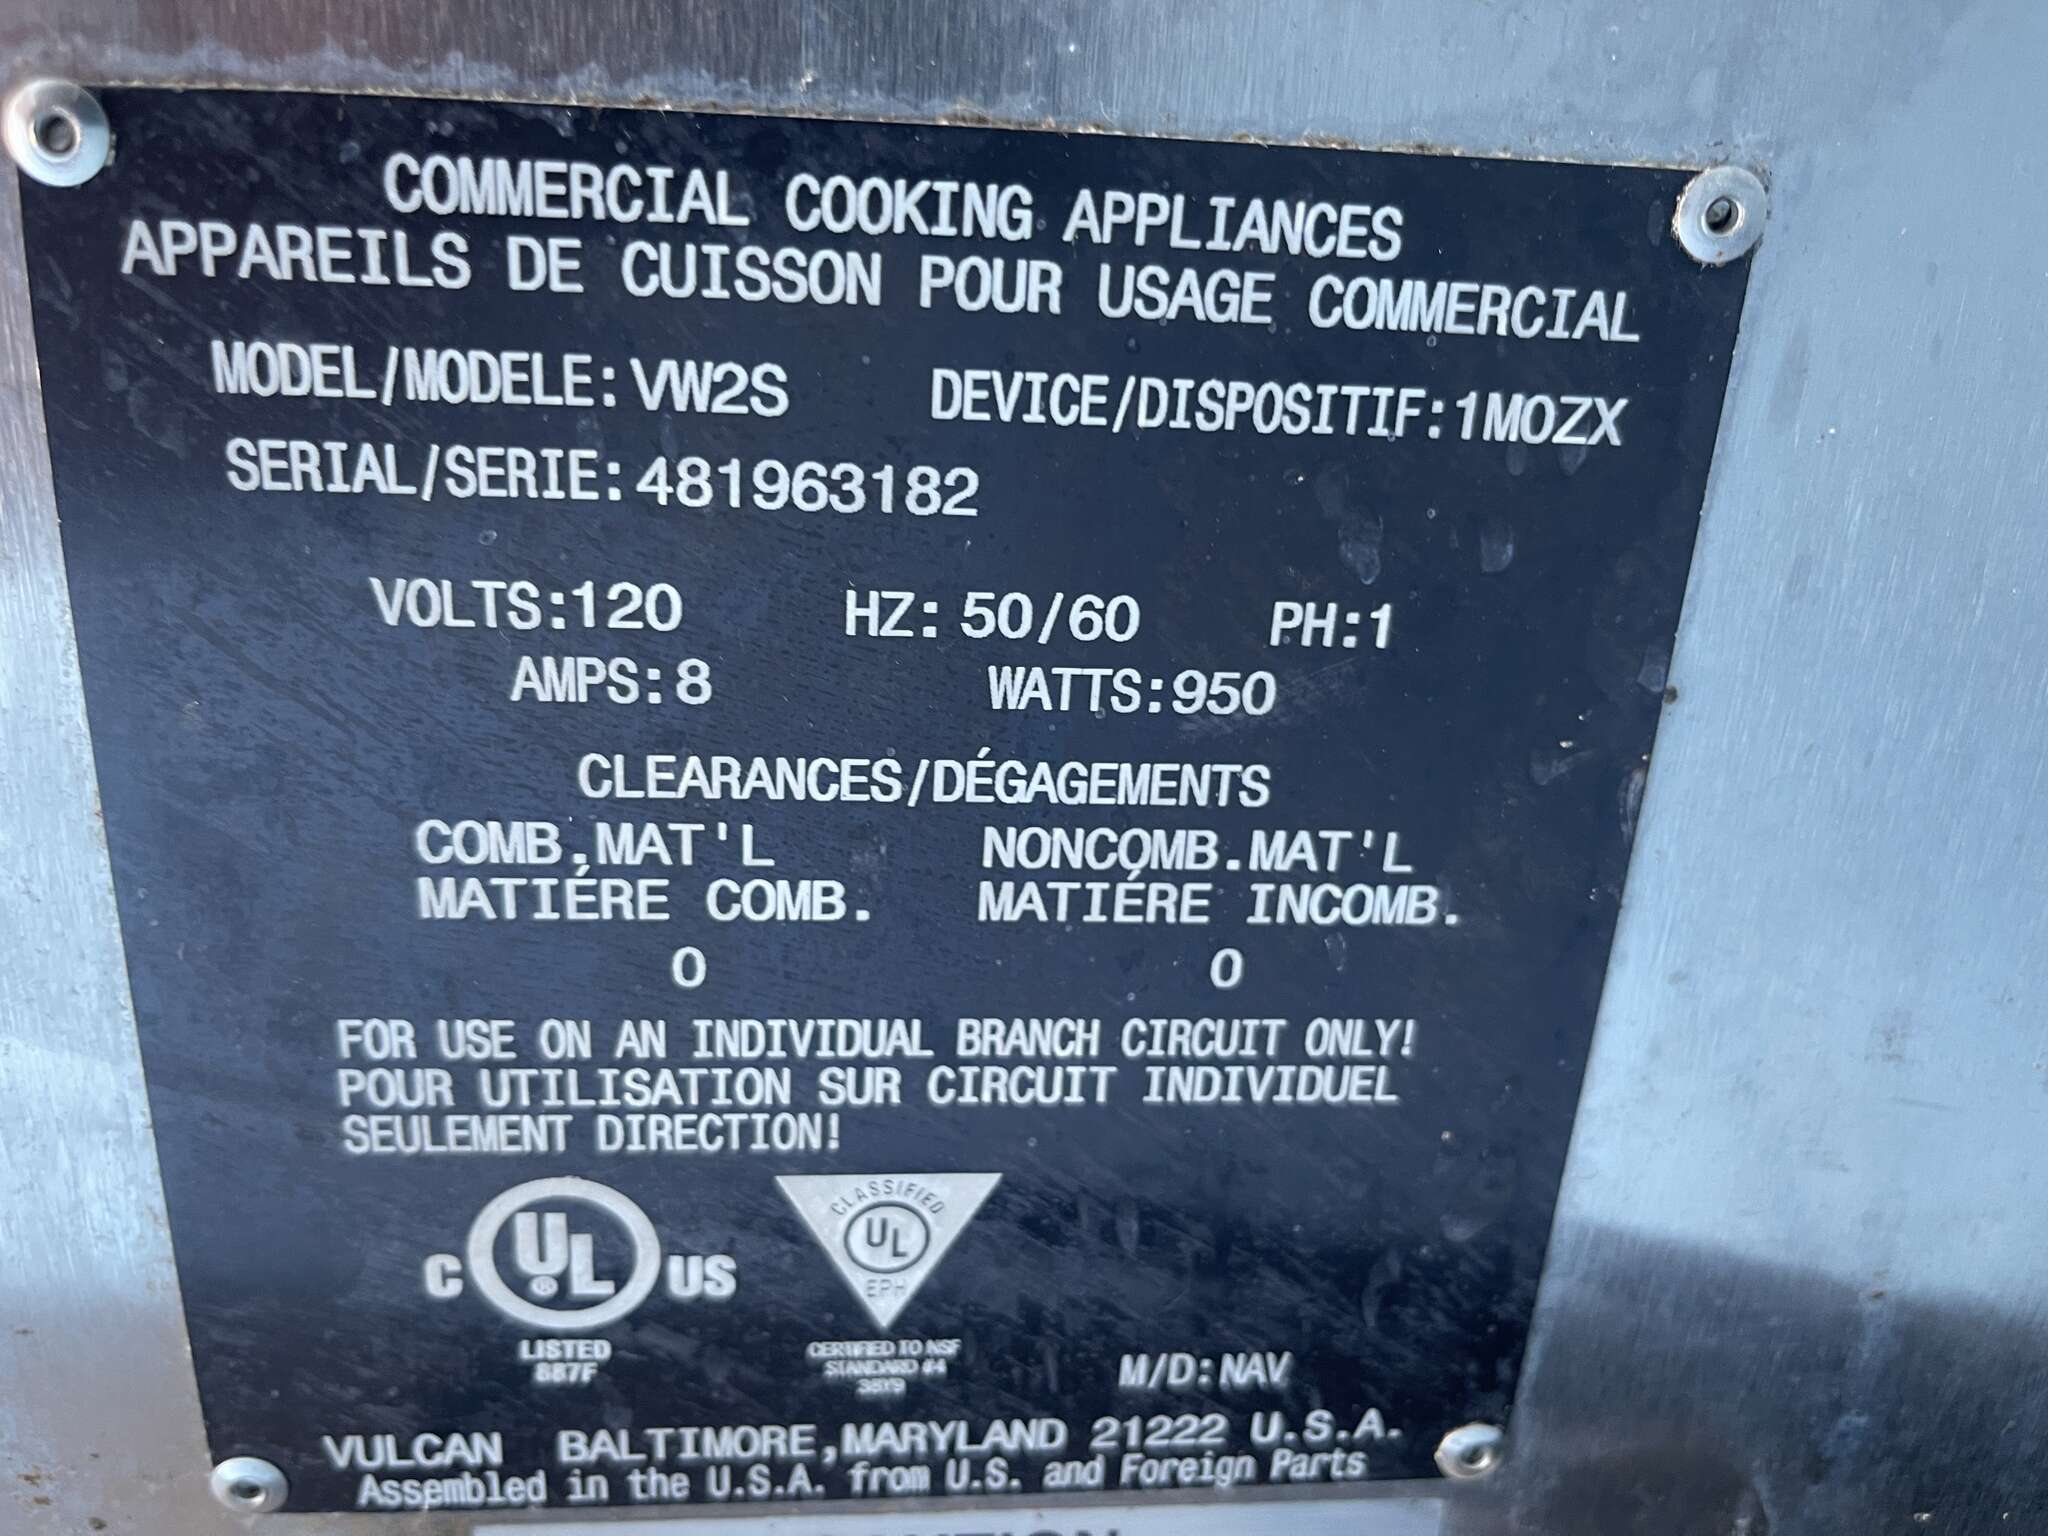 COMMERCIAL COOKING APPLIANCES
APPAREILS DE CUISSON POUR USAGE COMMERCIAL
MODEL/MODELE: VW2S DEVICE/DISPOSITIF:1MOZX
SERIAL/SERIE:481963182
VOLTS:120 HZ: 50/60 PH:1
AMPS:8 WATTS:950
CLEARANCES/DÉGAGEMENTS
COMB.MAT'L NONCOMB.MAT'L
MATIÉRE COMB. MATIÉRE INCOMB.
0 0
FOR USE ON AN INDIVIDUAL BRANCH CIRCUIT ONLY!
POUR UTILISATION SUR CIRCUIT INDIVIDUEL
SEULEMENT DIRECTION!
C UL® US
LISTED
887F
CLASSIFIED
UL
EPH
CERTIFIED TO NSF
STANDARD #4
38Y9
M/D: NAV
VULCAN BALTIMORE, MARYLAND 21222 U.S.A.
Assembled in the U.S.A. from U.S. and Foreign Parts
CAUTION